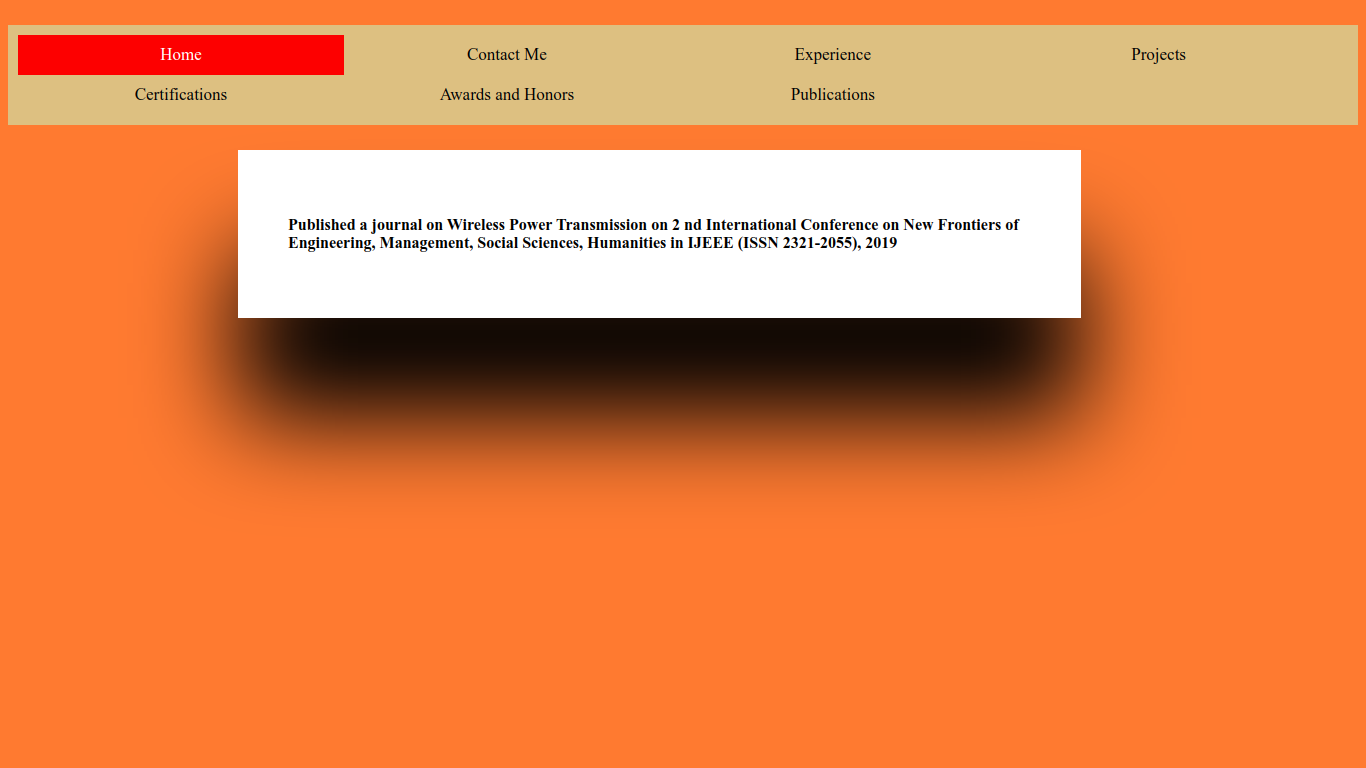 Home Contact Me Experience Projects
Certifications Awards and Honors Publications
Published a journal on Wireless Power Transmission on 2 nd International Conference on New Frontiers of
Engineering, Management, Social Sciences, Humanities in IJEEE (ISSN 2321-2055), 2019